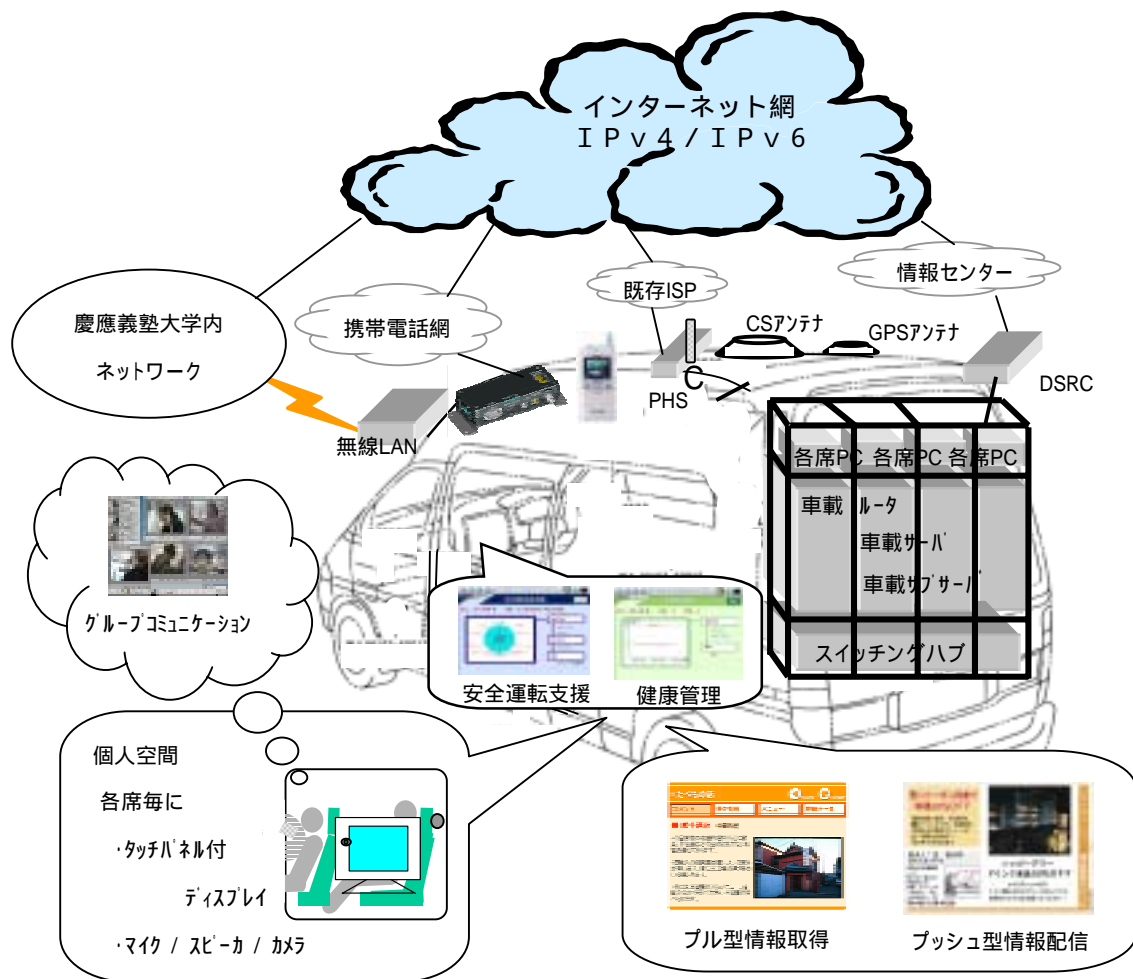 インターネット網
ＩＰｖ４/ＩＰｖ６
慶應義塾大学内
ネットワーク
携帯電話網
既存ISP
情報センター
CSアンテナ
GPSアンテナ
PHS
DSRC
無線LAN
各席PC 各席PC 各席PC
車載 ルータ
車載サーバ
車載サブサーバ
スイッチングハブ
グループコミュニケーション
安全運転支援
健康管理
個人空間
各席毎に
・タッチパネル付
ディスプレイ
・マイク / スピーカ / カメラ
プル型情報取得
プッシュ型情報配信